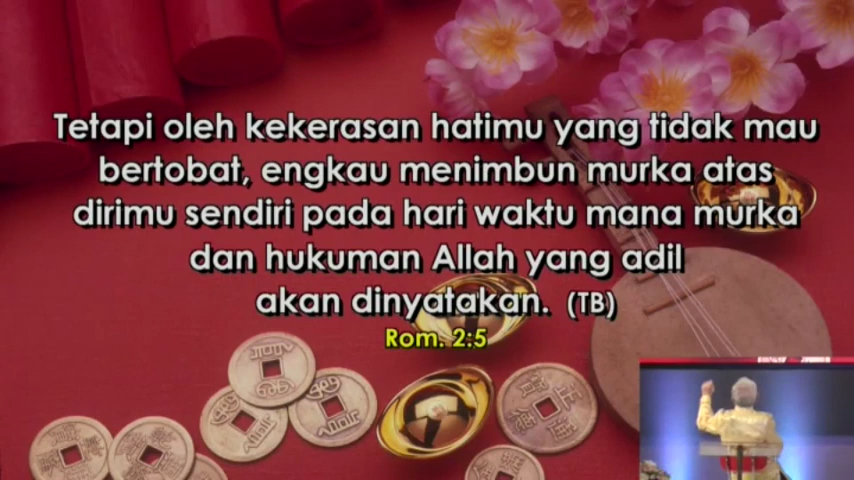 Tetapi oleh kekerasan hatimu yang tidak mau
bertobat, engkau menimbun murka atas
dirimu sendiri pada hari waktu mana murka
dan hukuman Allah yang adil
akan dinyatakan. (TB)
Rom. 2:5